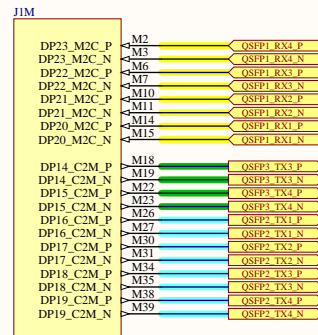 J1M
DP23_M2C_P M2 QSFP1_RX4_P
DP23_M2C_N M3 QSFP1_RX4_N
DP22_M2C_P M6 QSFP1_RX3_P
DP22_M2C_N M7 QSFP1_RX3_N
DP21_M2C_P M10 QSFP1_RX2_P
DP21_M2C_N M11 QSFP1_RX2_N
DP20_M2C_P M14 QSFP1_RX1_P
DP20_M2C_N M15 QSFP1_RX1_N
DP14_C2M_P M18 QSFP3_TX3_P
DP14_C2M_N M19 QSFP3_TX3_N
DP15_C2M_P M22 QSFP3_TX4_P
DP15_C2M_N M23 QSFP3_TX4_N
DP16_C2M_P M26 QSFP2_TX1_P
DP16_C2M_N M27 QSFP2_TX1_N
DP17_C2M_P M30 QSFP2_TX2_P
DP17_C2M_N M31 QSFP2_TX2_N
DP18_C2M_P M34 QSFP2_TX3_P
DP18_C2M_N M35 QSFP2_TX3_N
DP19_C2M_P M38 QSFP2_TX4_P
DP19_C2M_N M39 QSFP2_TX4_N